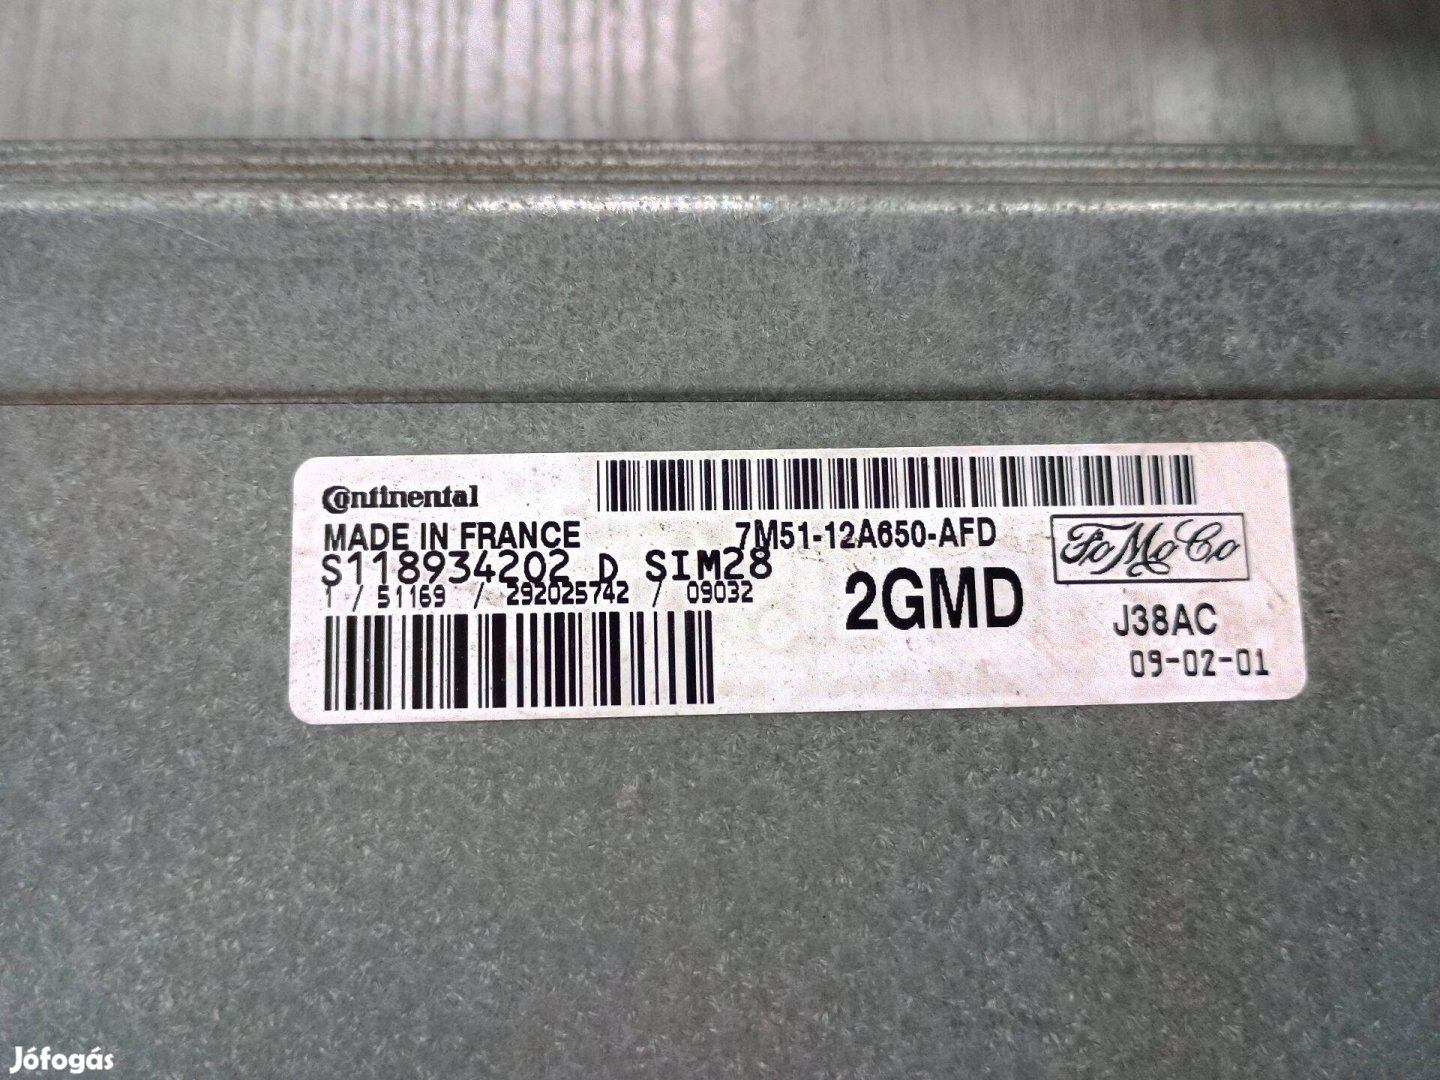 Continental
MADE IN FRANCE
7M51-12A650-AFD
FoMoCo
S118934202 D SIM28
1 / 51169 / 292025742 / 09032
2GMD
J38AC
09-02-01
Jófogás